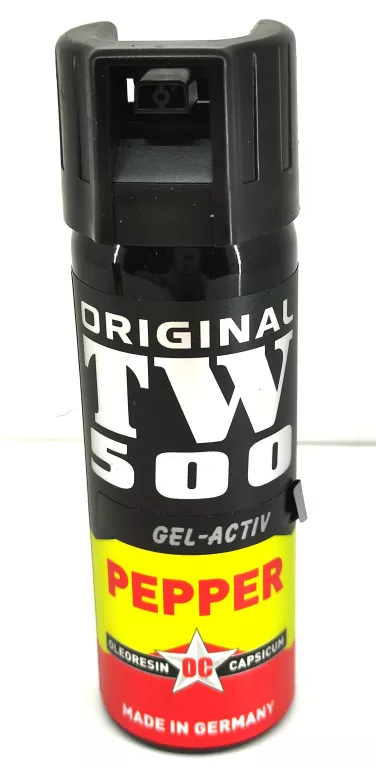 ORIGINAL
TW
500
GEL-ACTIV
PEPPER
OLEORESIN OC CAPSICUM
MADE IN GERMANY